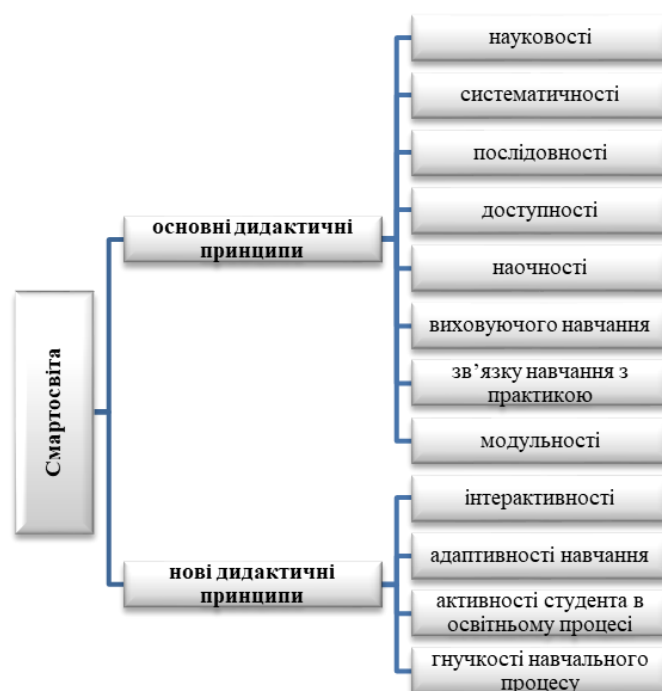 Смартосвіта
основні дидактичні
принципи
науковості
систематичності
послідовності
доступності
наочності
виховуючого навчання
зв’язку навчання з
практикою
модульності
нові дидактичні
принципи
інтерактивності
адаптивності навчання
активності студента в
освітньому процесі
гнучкості навчального
процесу